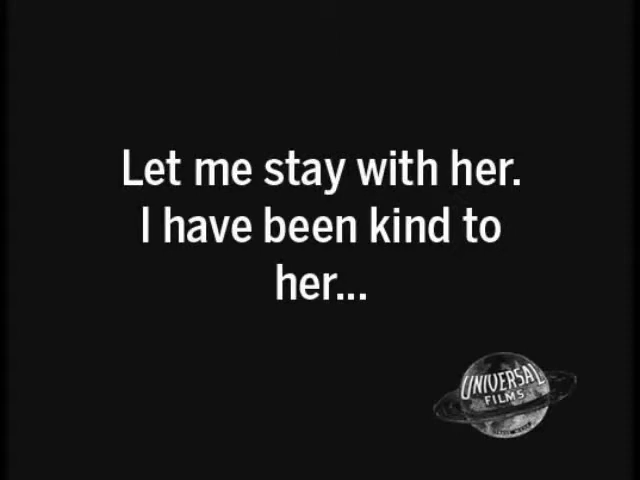 Let me stay with her.
I have been kind to
her...
UNIVERSAL
FILMS